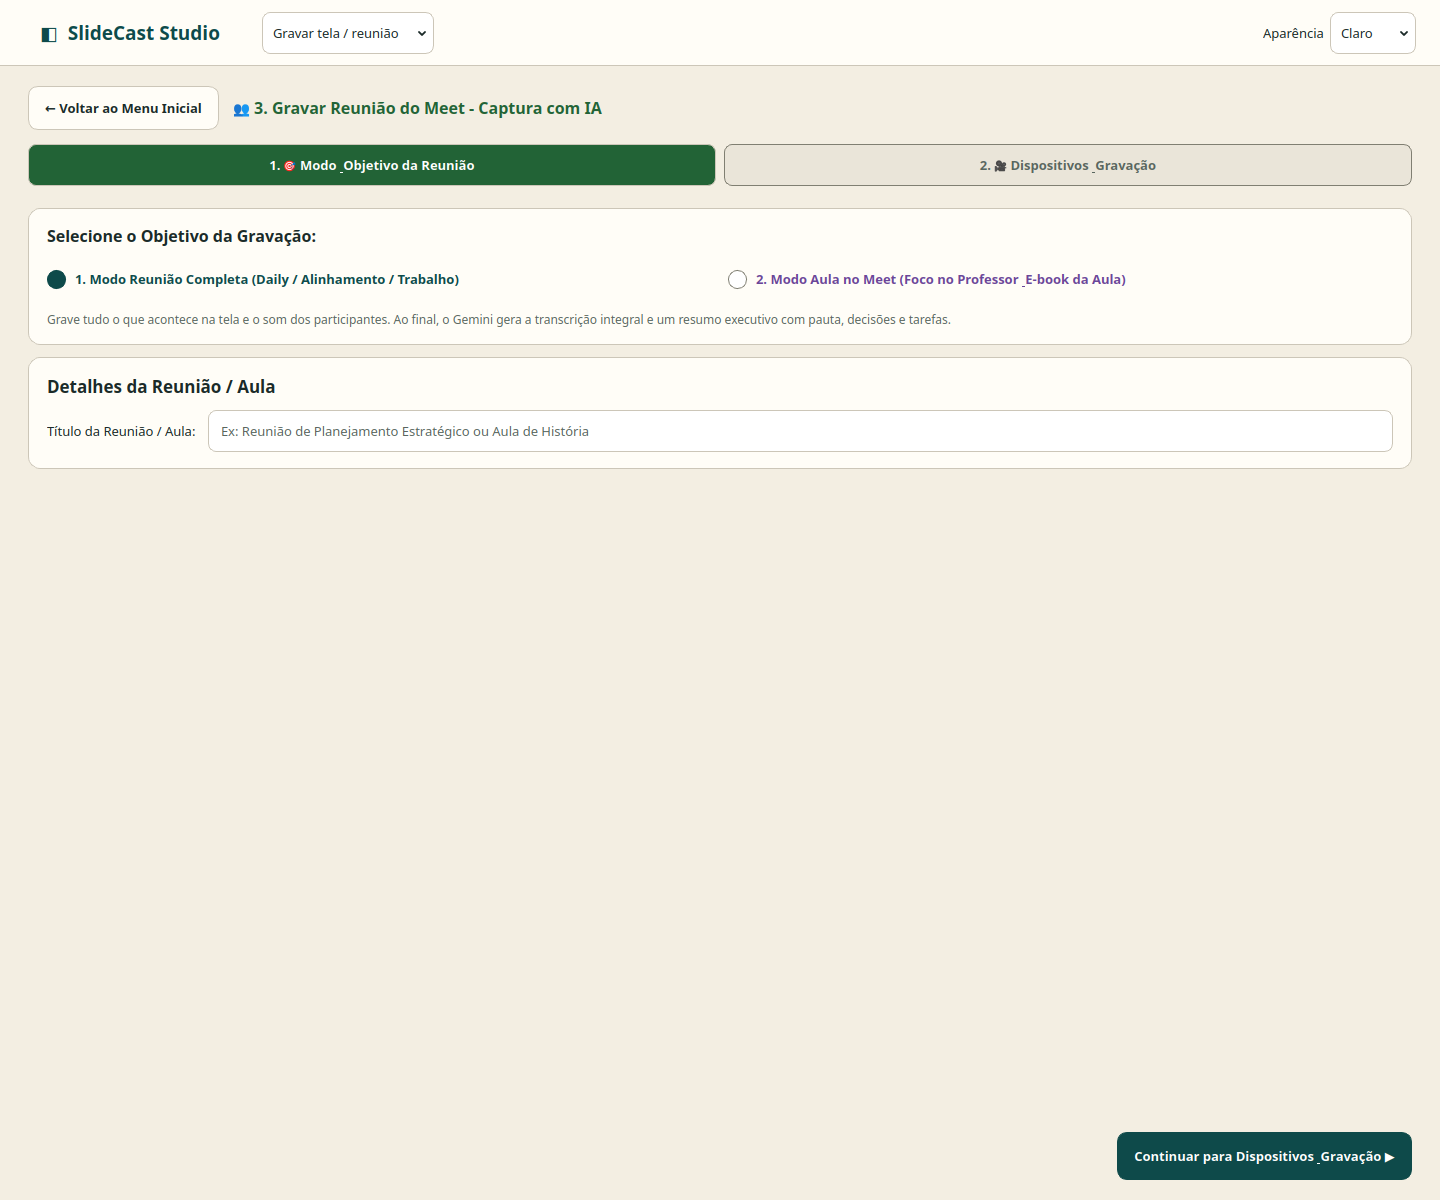 SlideCast Studio
Gravar tela / reunião
Aparência
Claro
← Voltar ao Menu Inicial
👥 3. Gravar Reunião do Meet - Captura com IA
1. 🎯 Modo _Objetivo da Reunião
2. 🎥 Dispositivos _Gravação
Selecione o Objetivo da Gravação:
1. Modo Reunião Completa (Daily / Alinhamento / Trabalho)
2. Modo Aula no Meet (Foco no Professor _E-book da Aula)
Grave tudo o que acontece na tela e o som dos participantes. Ao final, o Gemini gera a transcrição integral e um resumo executivo com pauta, decisões e tarefas.
Detalhes da Reunião / Aula
Título da Reunião / Aula:
Ex: Reunião de Planejamento Estratégico ou Aula de História
Continuar para Dispositivos _Gravação ▶